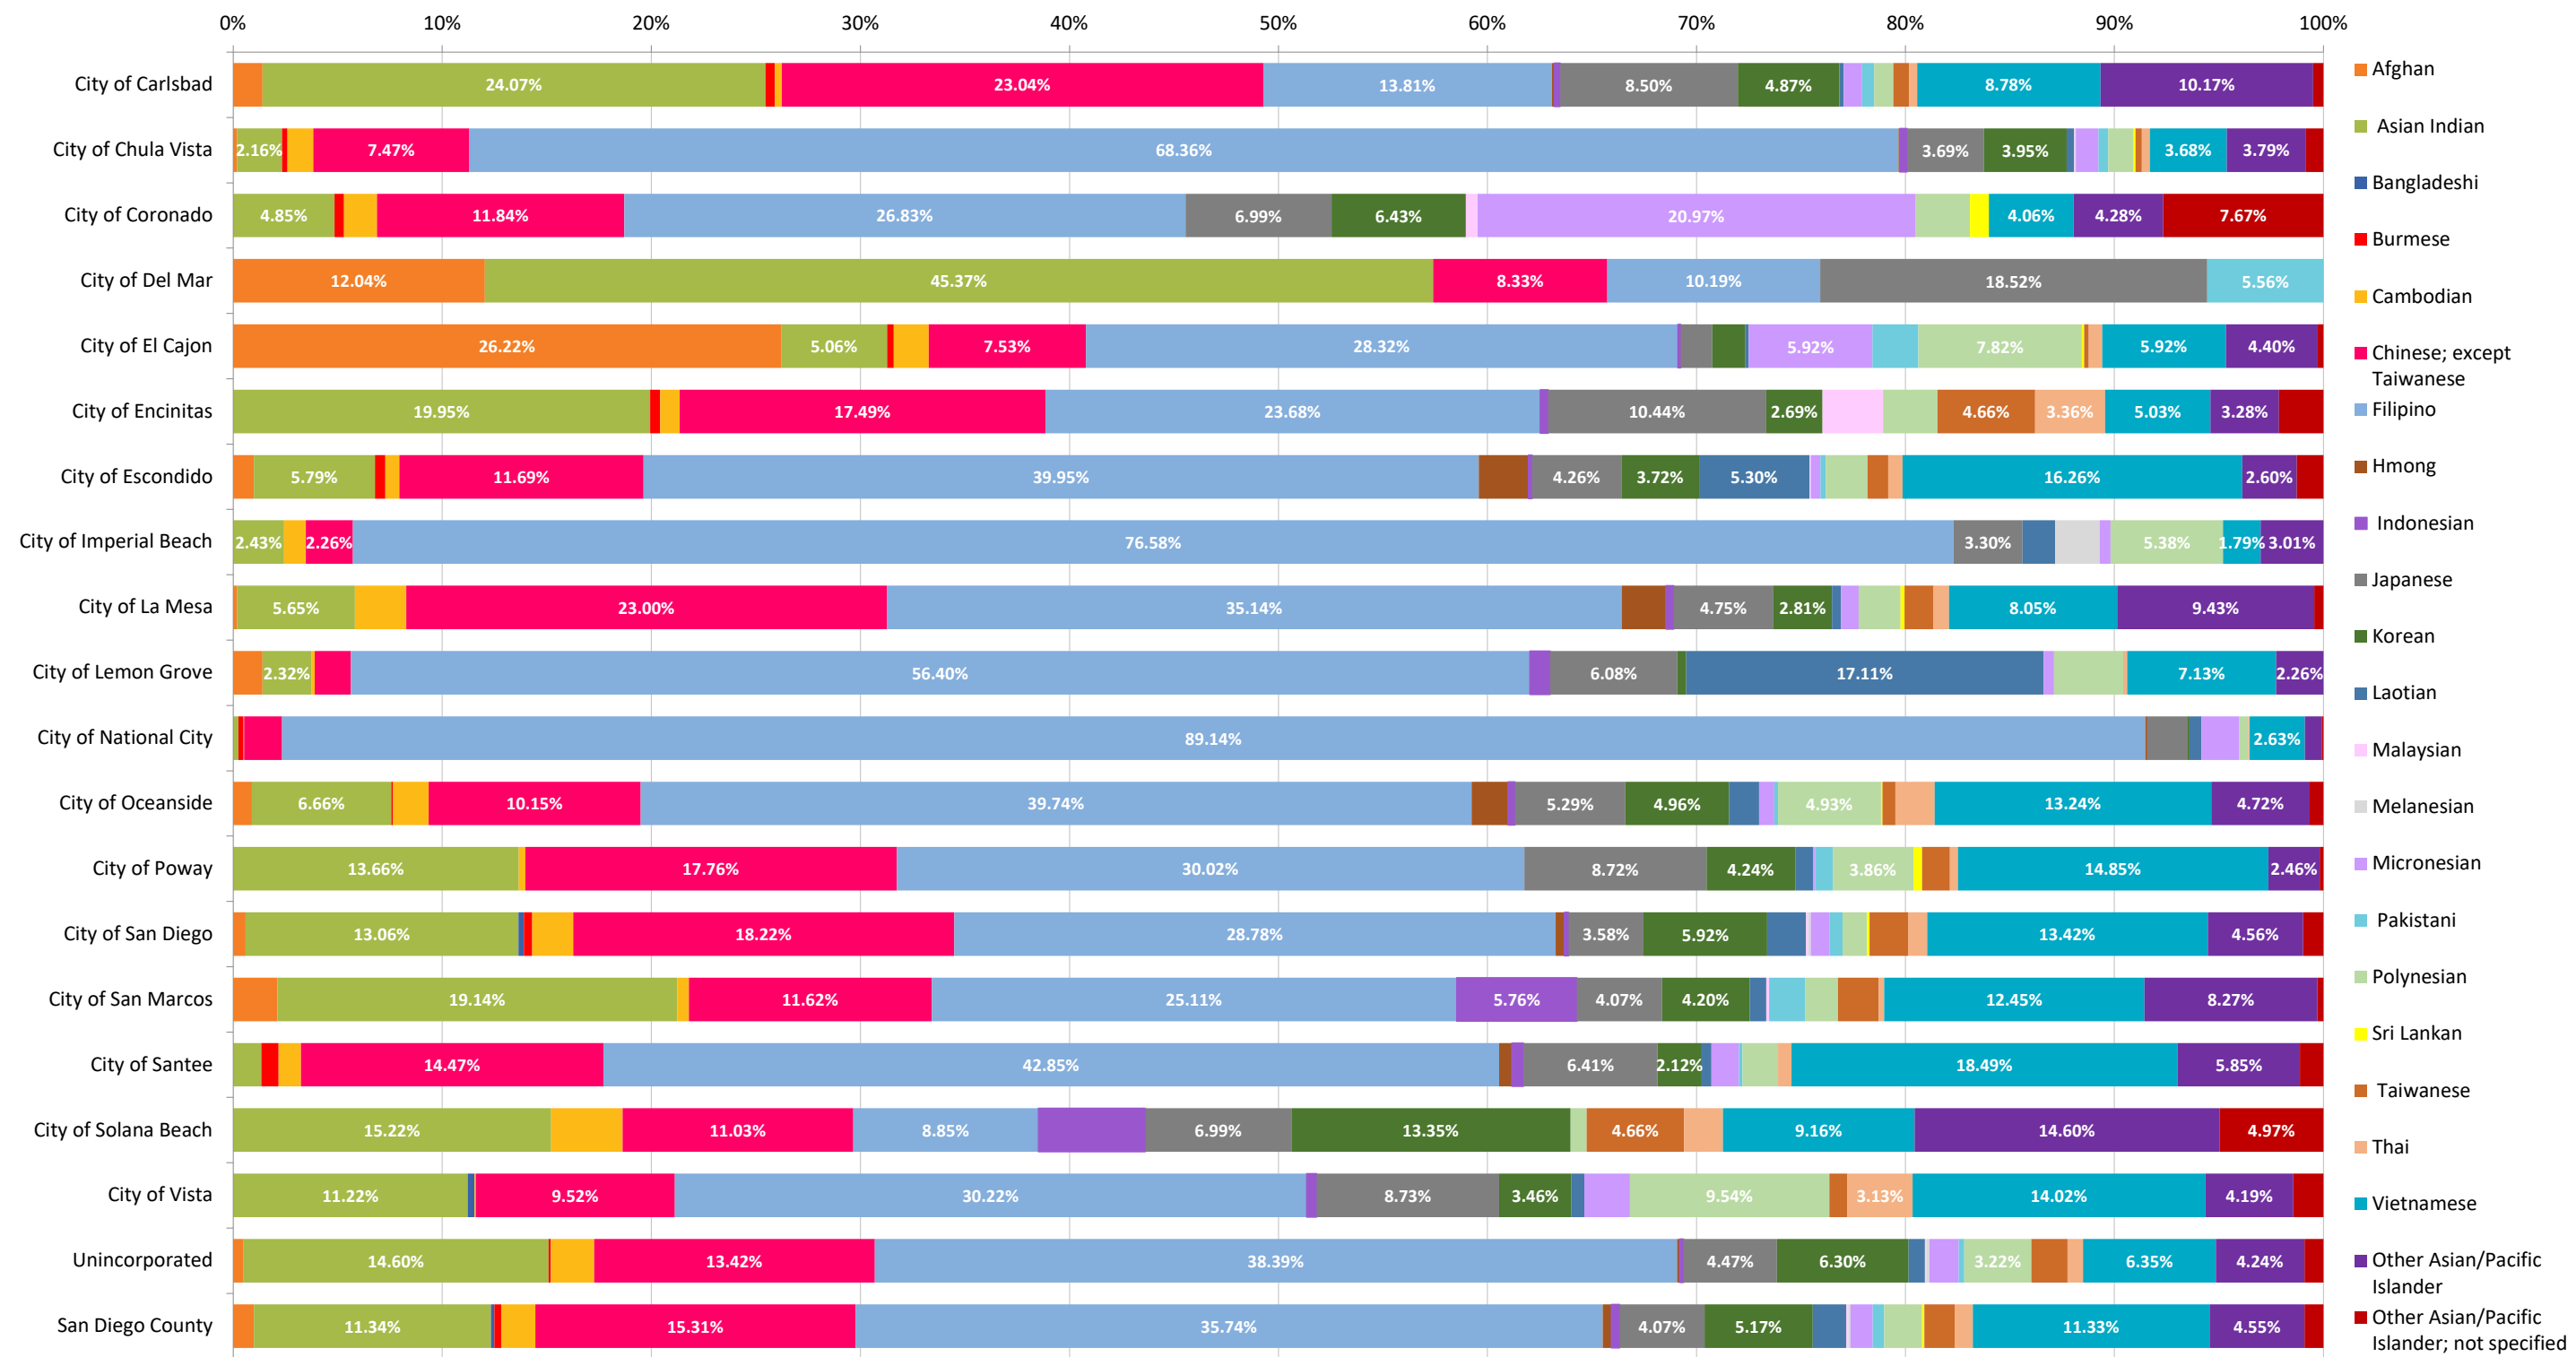 0% 10% 20% 30% 40% 50% 60% 70% 80% 90% 100%
City of Carlsbad 24.07% 23.04% 13.81% 8.50% 4.87% 8.78% 10.17%
City of Chula Vista 2.16% 7.47% 68.36% 3.69% 3.95% 3.68% 3.79%
City of Coronado 4.85% 11.84% 26.83% 6.99% 6.43% 20.97% 4.06% 4.28% 7.67%
City of Del Mar 12.04% 45.37% 8.33% 10.19% 18.52% 5.56%
City of El Cajon 26.22% 5.06% 7.53% 28.32% 5.92% 7.82% 5.92% 4.40%
City of Encinitas 19.95% 17.49% 23.68% 10.44% 2.69% 4.66% 3.36% 5.03% 3.28%
City of Escondido 5.79% 11.69% 39.95% 4.26% 3.72% 5.30% 16.26% 2.60%
City of Imperial Beach 2.43% 2.26% 76.58% 3.30% 5.38% 1.79% 3.01%
City of La Mesa 5.65% 23.00% 35.14% 4.75% 2.81% 8.05% 9.43%
City of Lemon Grove 2.32% 56.40% 6.08% 17.11% 7.13% 2.26%
City of National City 89.14% 2.63%
City of Oceanside 6.66% 10.15% 39.74% 5.29% 4.96% 4.93% 13.24% 4.72%
City of Poway 13.66% 17.76% 30.02% 8.72% 4.24% 3.86% 14.85% 2.46%
City of San Diego 13.06% 18.22% 28.78% 3.58% 5.92% 13.42% 4.56%
City of San Marcos 19.14% 11.62% 25.11% 5.76% 4.07% 4.20% 12.45% 8.27%
City of Santee 14.47% 42.85% 6.41% 2.12% 18.49% 5.85%
City of Solana Beach 15.22% 11.03% 8.85% 6.99% 13.35% 4.66% 9.16% 14.60% 4.97%
City of Vista 11.22% 9.52% 30.22% 8.73% 3.46% 9.54% 3.13% 14.02% 4.19%
Unincorporated 14.60% 13.42% 38.39% 4.47% 6.30% 3.22% 6.35% 4.24%
San Diego County 11.34% 15.31% 35.74% 4.07% 5.17% 11.33% 4.55%
Afghan
Asian Indian
Bangladeshi
Burmese
Cambodian
Chinese; except
Taiwanese
Filipino
Hmong
Indonesian
Japanese
Korean
Laotian
Malaysian
Melanesian
Micronesian
Pakistani
Polynesian
Sri Lankan
Taiwanese
Thai
Vietnamese
Other Asian/Pacific
Islander
Other Asian/Pacific
Islander; not specified